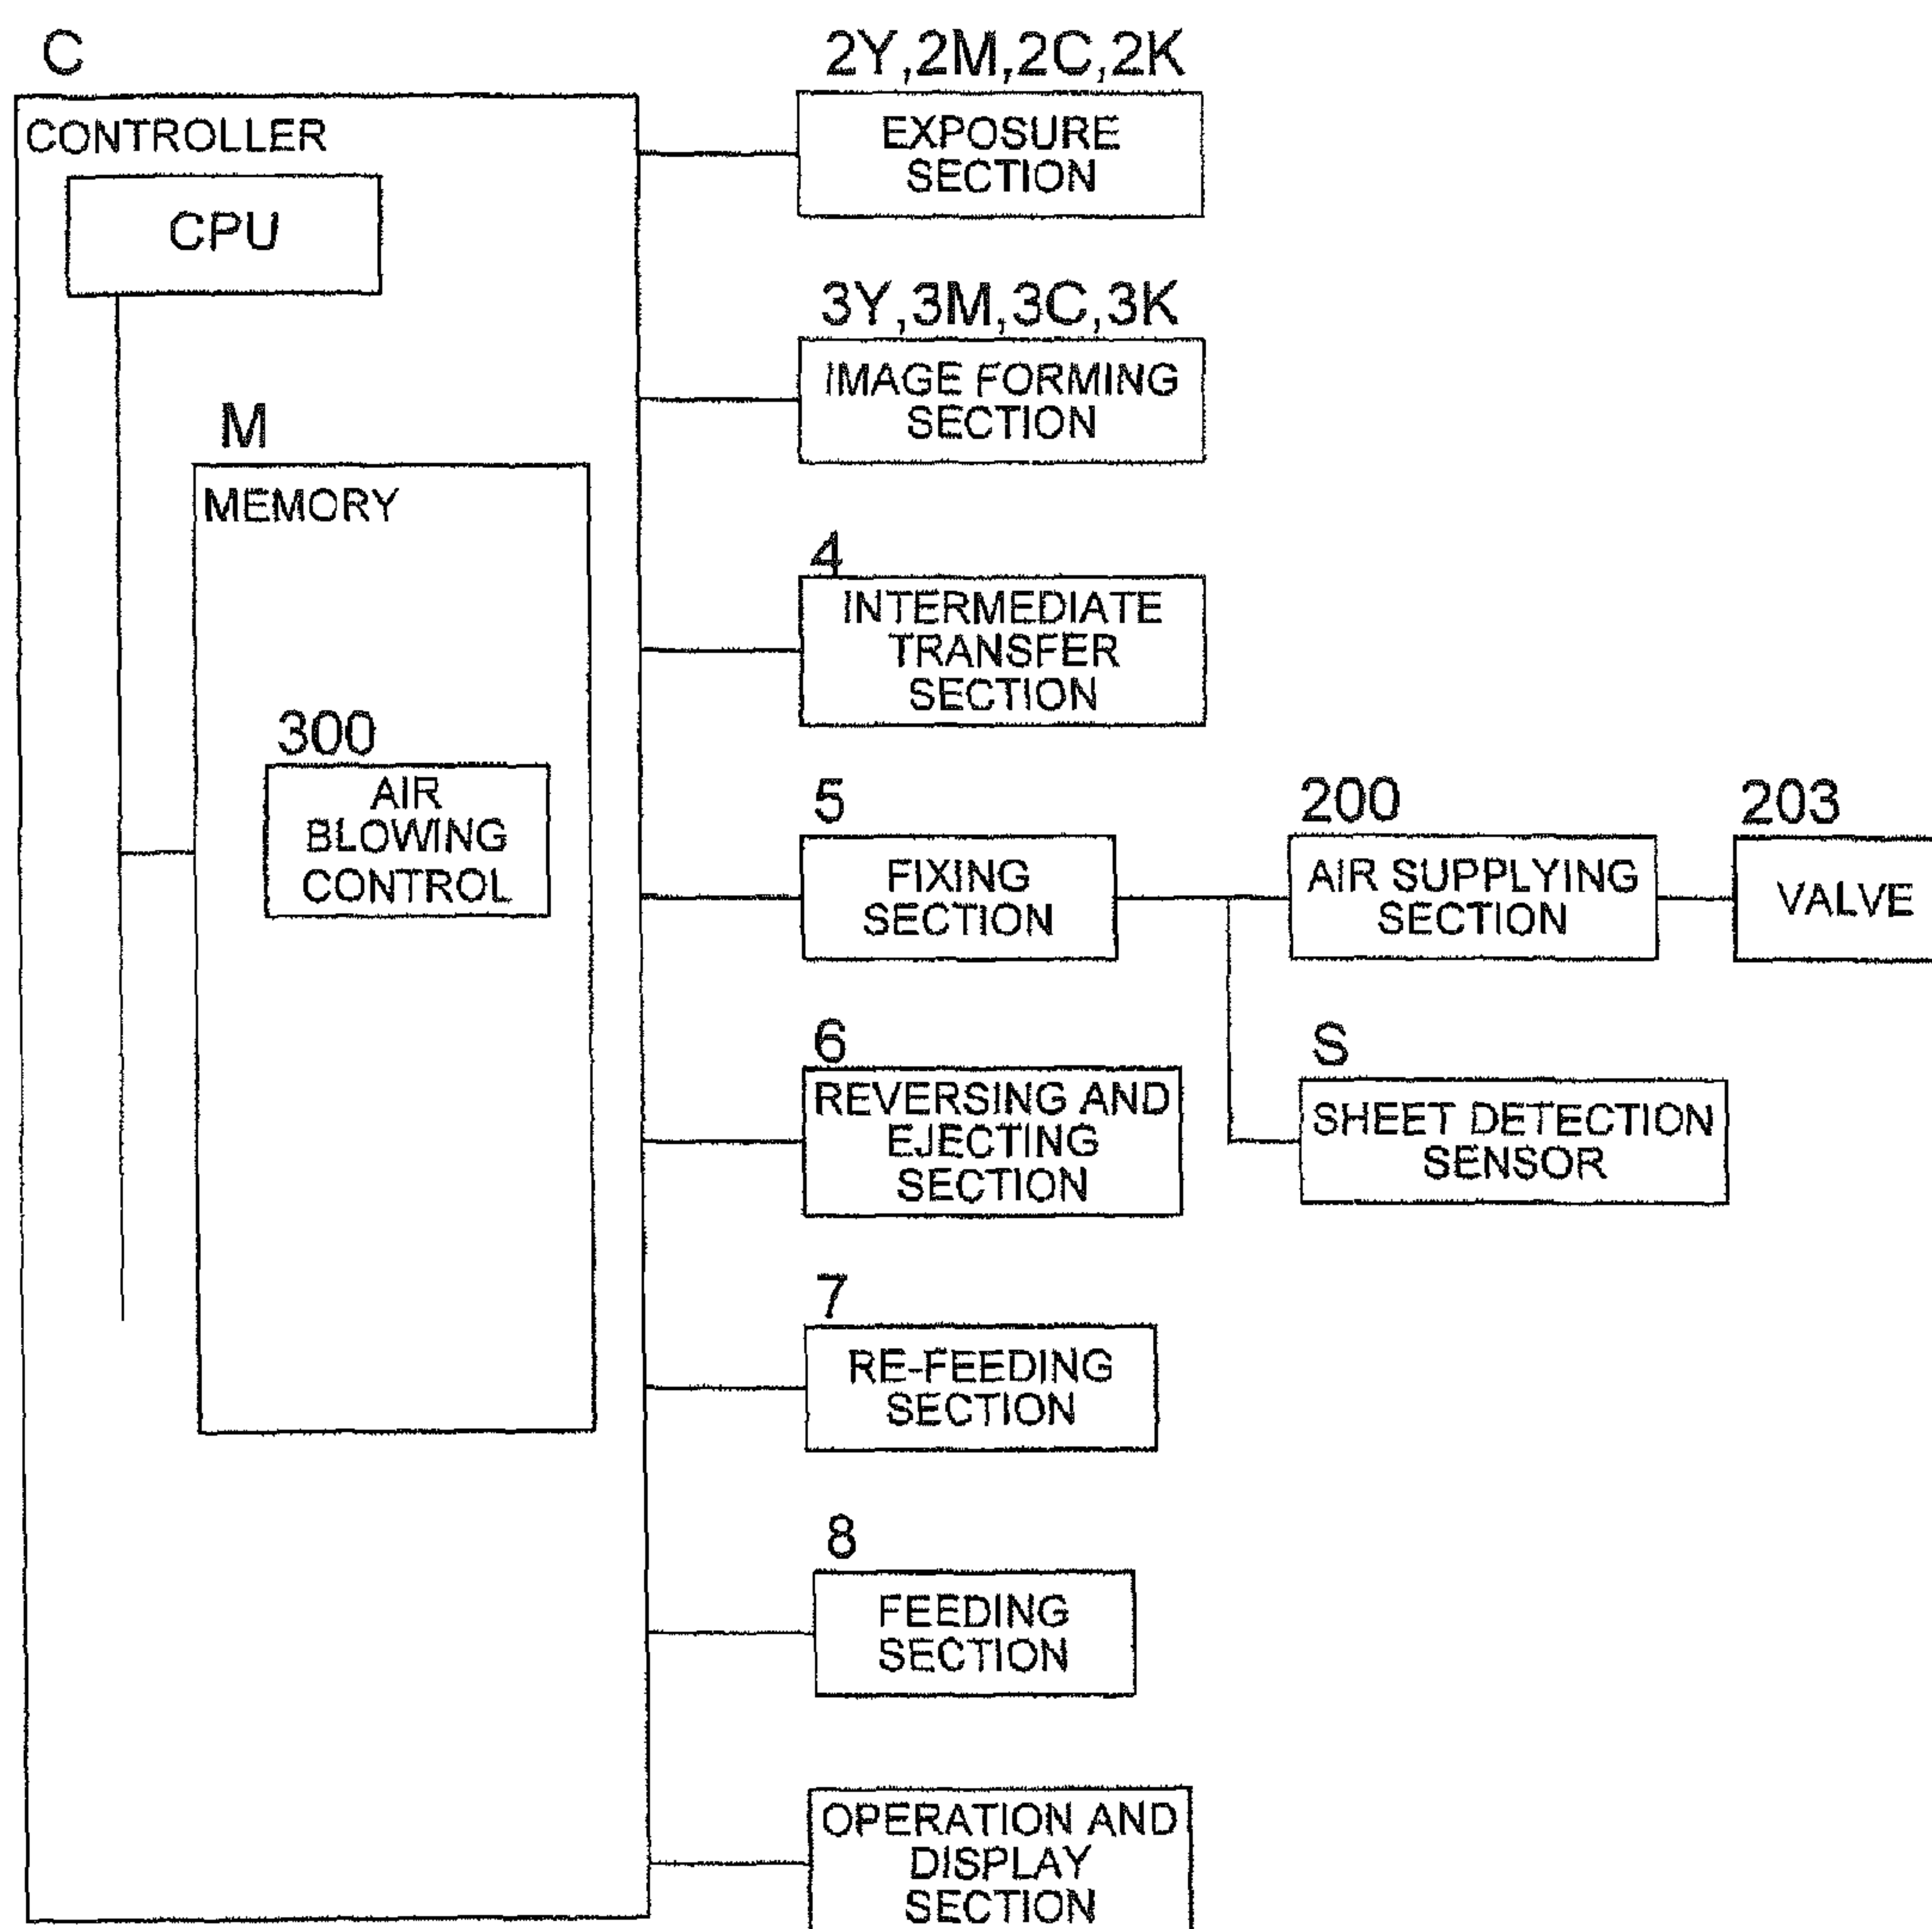 C
CONTROLLER
CPU
M
MEMORY
300
AIR
BLOWING
CONTROL
2Y,2M,2C,2K
EXPOSURE
SECTION
3Y,3M,3C,3K
IMAGE FORMING
SECTION
4
INTERMEDIATE
TRANSFER
SECTION
5
FIXING
SECTION
200
AIR SUPPLYING
SECTION
203
VALVE
S
SHEET DETECTION
SENSOR
6
REVERSING AND
EJECTING
SECTION
7
RE-FEEDING
SECTION
8
FEEDING
SECTION
OPERATION AND
DISPLAY
SECTION